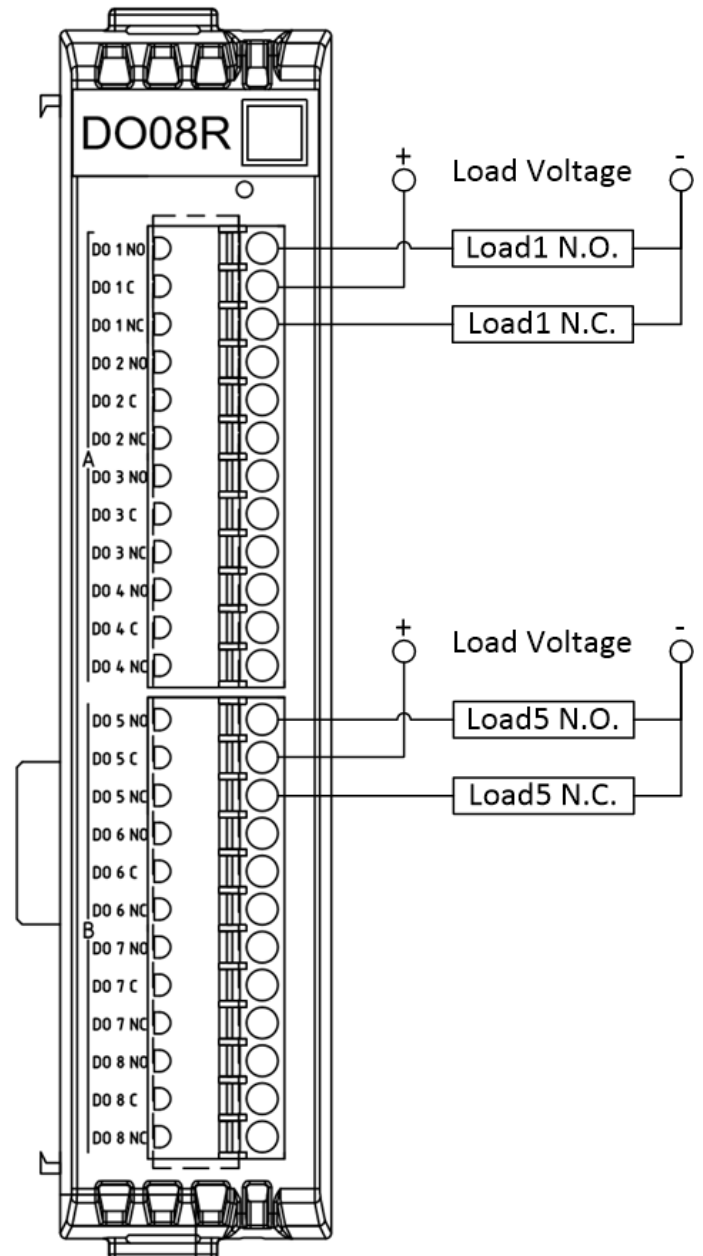 DO08R
+ Load Voltage -
DO 1 NO
Load1 N.O.
DO 1 C
DO 1 NC
Load1 N.C.
DO 2 NO
DO 2 C
DO 2 NC
A
DO 3 NO
DO 3 C
DO 3 NC
DO 4 NO
DO 4 C
DO 4 NC
+ Load Voltage -
DO 5 NO
Load5 N.O.
DO 5 C
DO 5 NC
Load5 N.C.
DO 6 NO
DO 6 C
DO 6 NC
B
DO 7 NO
DO 7 C
DO 7 NC
DO 8 NO
DO 8 C
DO 8 NC